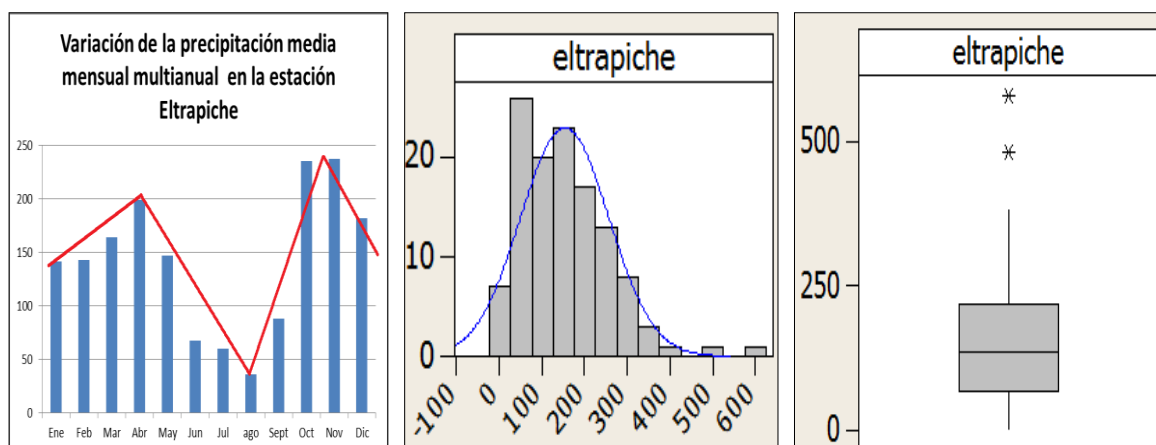 Variación de la precipitación media
mensual multianual en la estación
Eltrapiche
250
200
150
100
50
0
Ene Feb Mar Abr May Jun Jul ago Sept Oct Nov Dic
eltrapiche
20
10
0
-100 0 100 200 300 400 500 600
eltrapiche
500
250
0